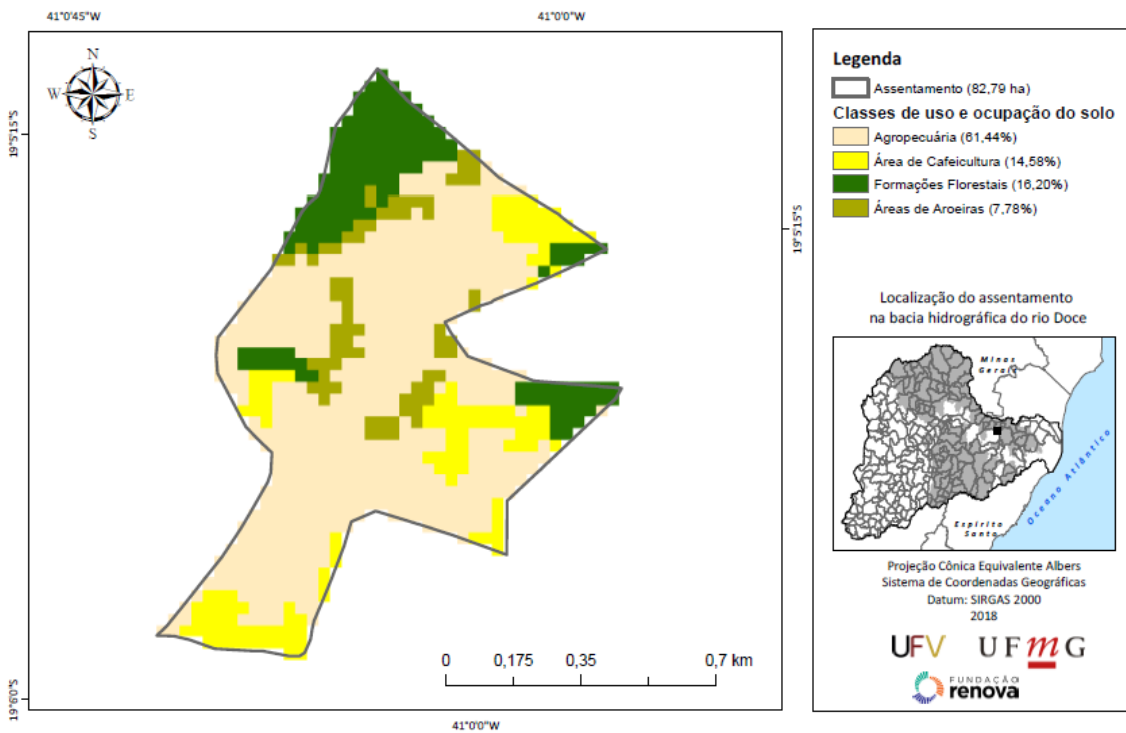 41°0'45"W
41°0'0"W
N
W
E
S
19°5'15"S
19°5'15"S
19°6'0"S
0
0,175
0,35
0,7 km
41°0'0"W
Legenda
Assentamento (82,79 ha)
Classes de uso e ocupação do solo
Agropecuária (61,44%)
Área de Cafeicultura (14,58%)
Formações Florestais (16,20%)
Áreas de Aroeiras (7,78%)
Localização do assentamento
na bacia hidrográfica do rio Doce
Minas
Gerais
Oceano Atlântico
Espírito
Santo
Projeção Cônica Equivalente Albers
Sistema de Coordenadas Geográficas
Datum: SIRGAS 2000
2018
UFV
UFmG
FUNDAÇÃO
renova